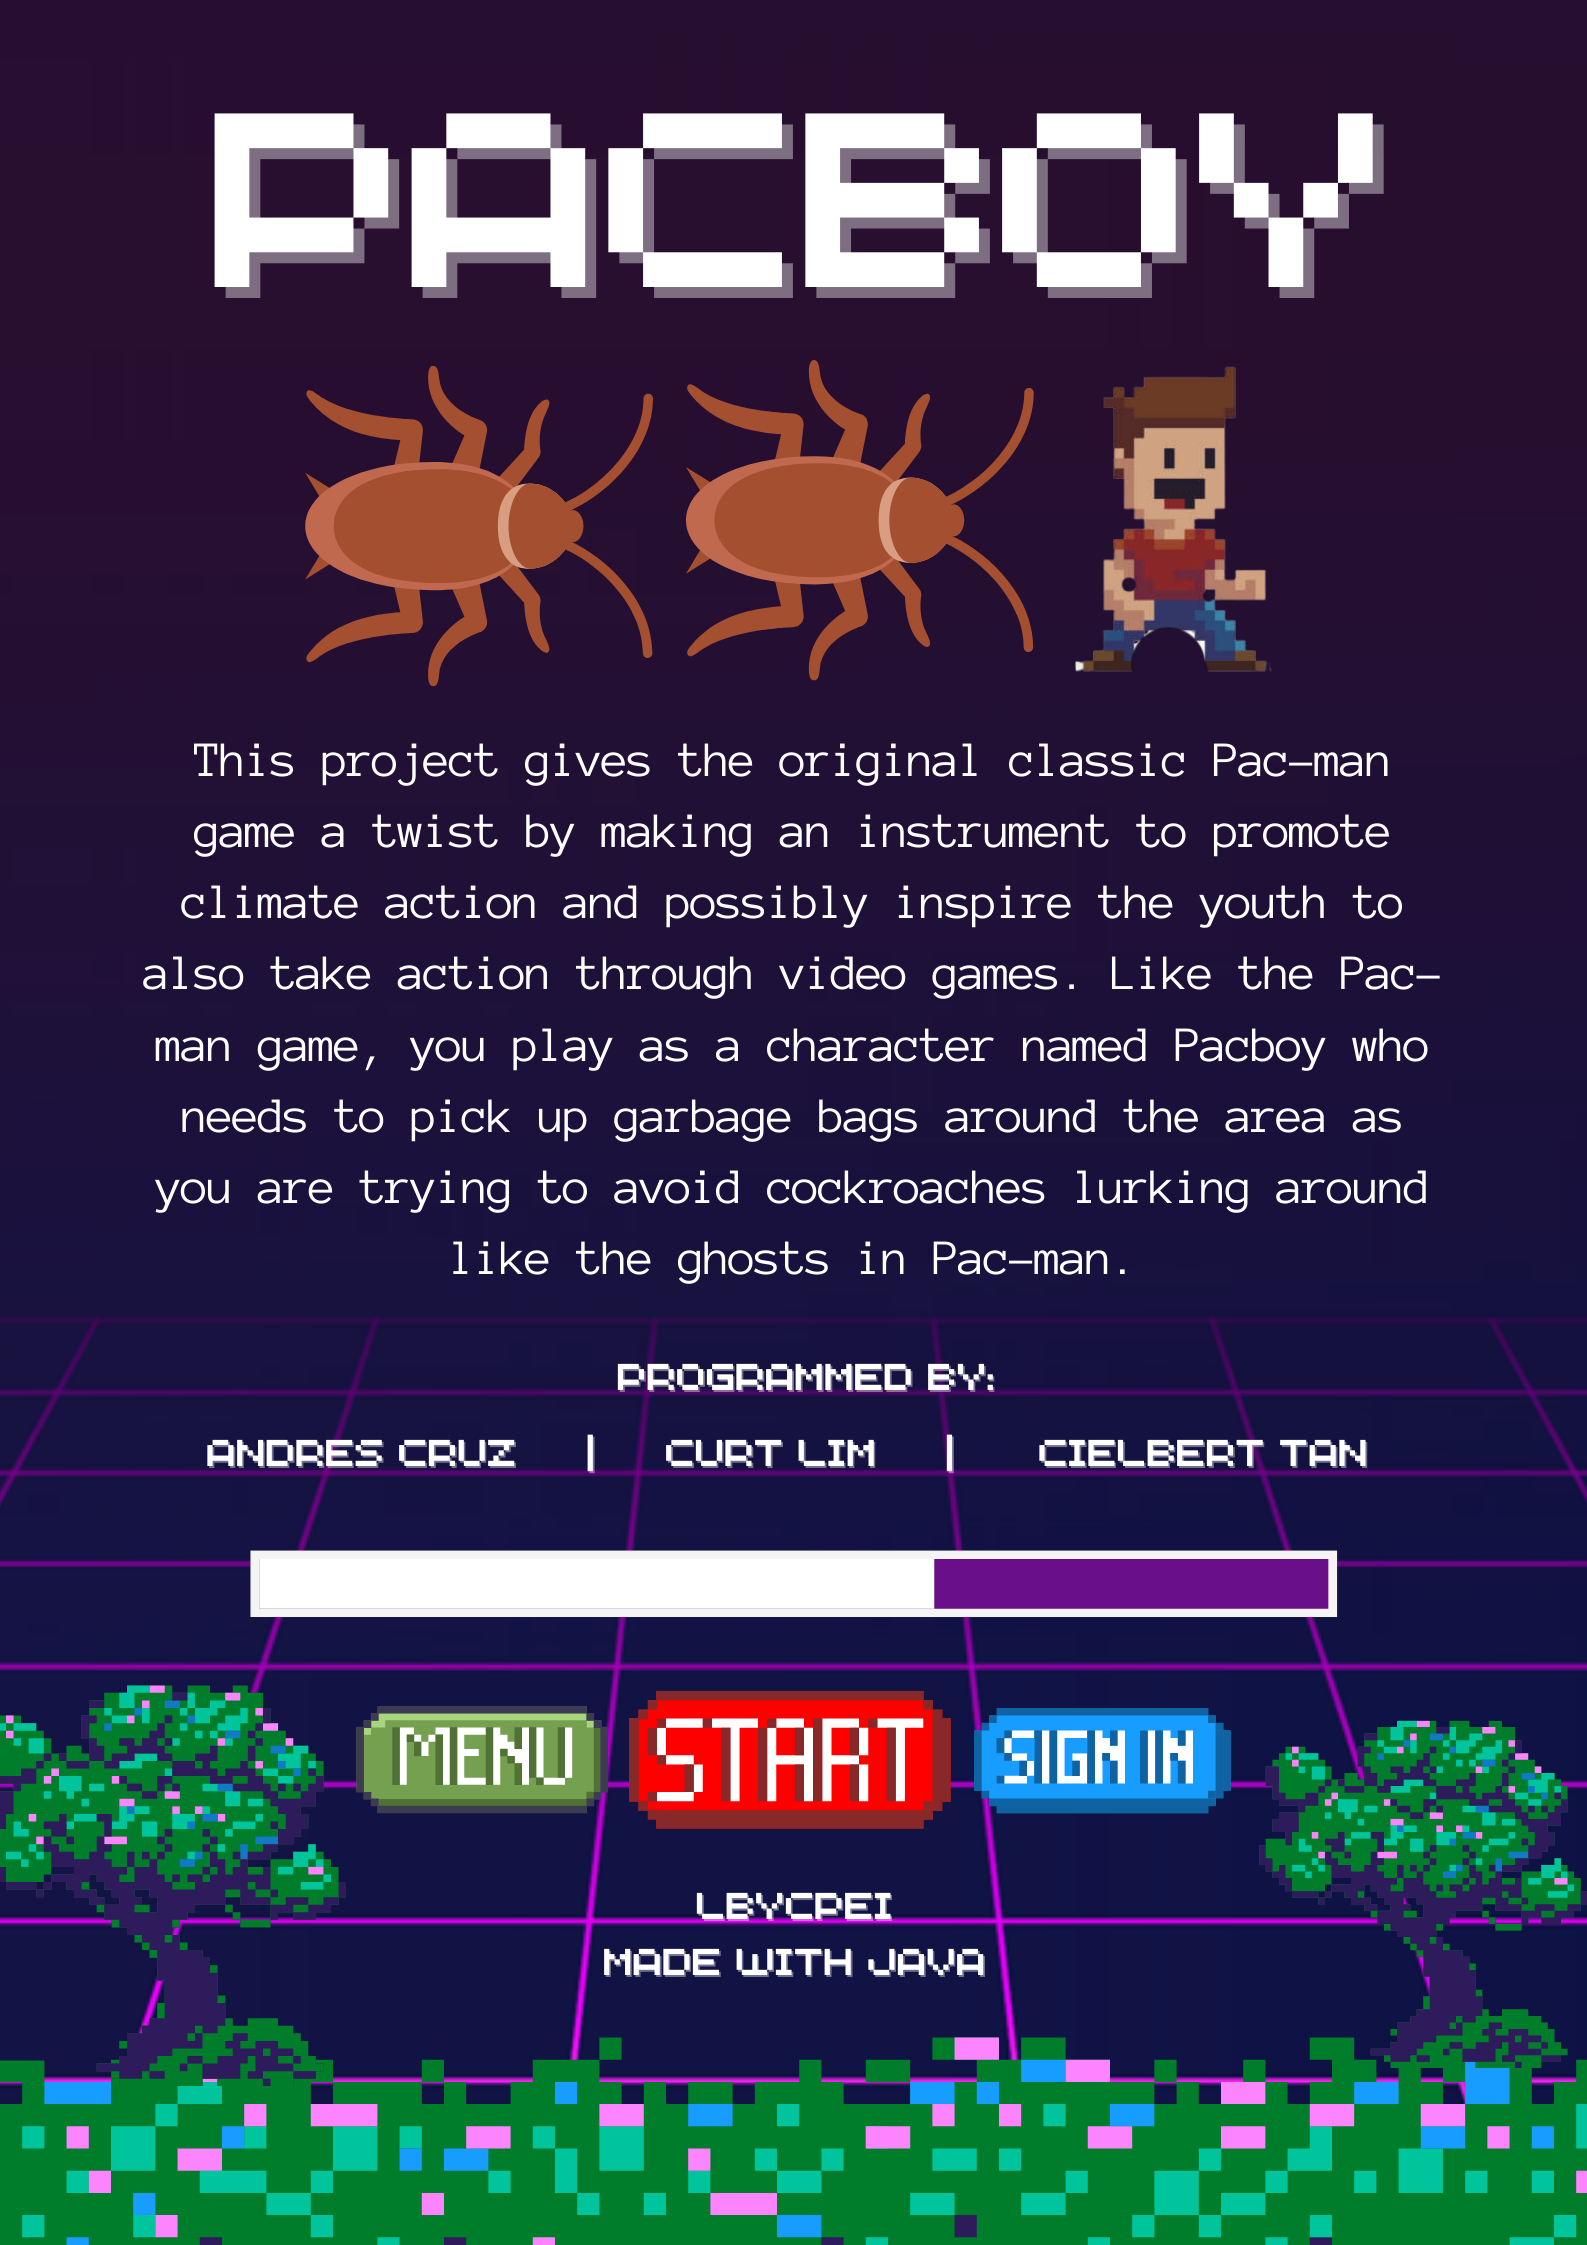 PACBOY
This project gives the original classic Pac-man
game a twist by making an instrument to promote
climate action and possibly inspire the youth to
also take action through video games. Like the Pac-
man game, you play as a character named Pacboy who
needs to pick up garbage bags around the area as
you are trying to avoid cockroaches lurking around
like the ghosts in Pac-man.
PROGRAMMED BY:
ANDRES CRUZ | CURT LIM | CIELBERT TAN
MENU START SIGN IN
LBYCPEI
MADE WITH JAVA